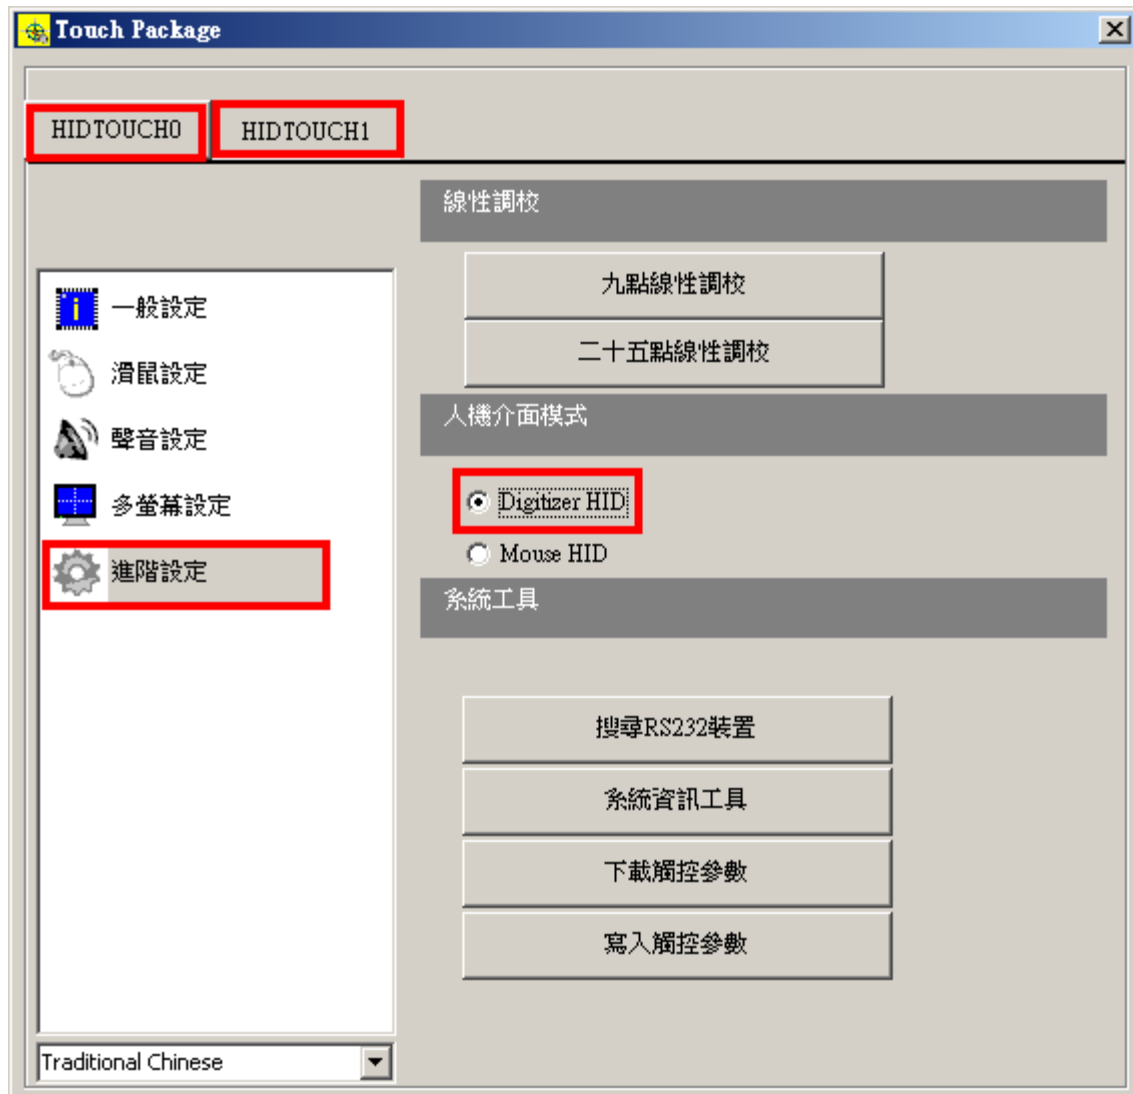 Touch Package
HIDTOUCH0
HIDTOUCH1
一般設定
滑鼠設定
聲音設定
多螢幕設定
進階設定
Traditional Chinese
線性調校
九點線性調校
二十五點線性調校
人機介面模式
Digitizer HID
Mouse HID
系統工具
搜尋RS232裝置
系統資訊工具
下載觸控參數
寫入觸控參數